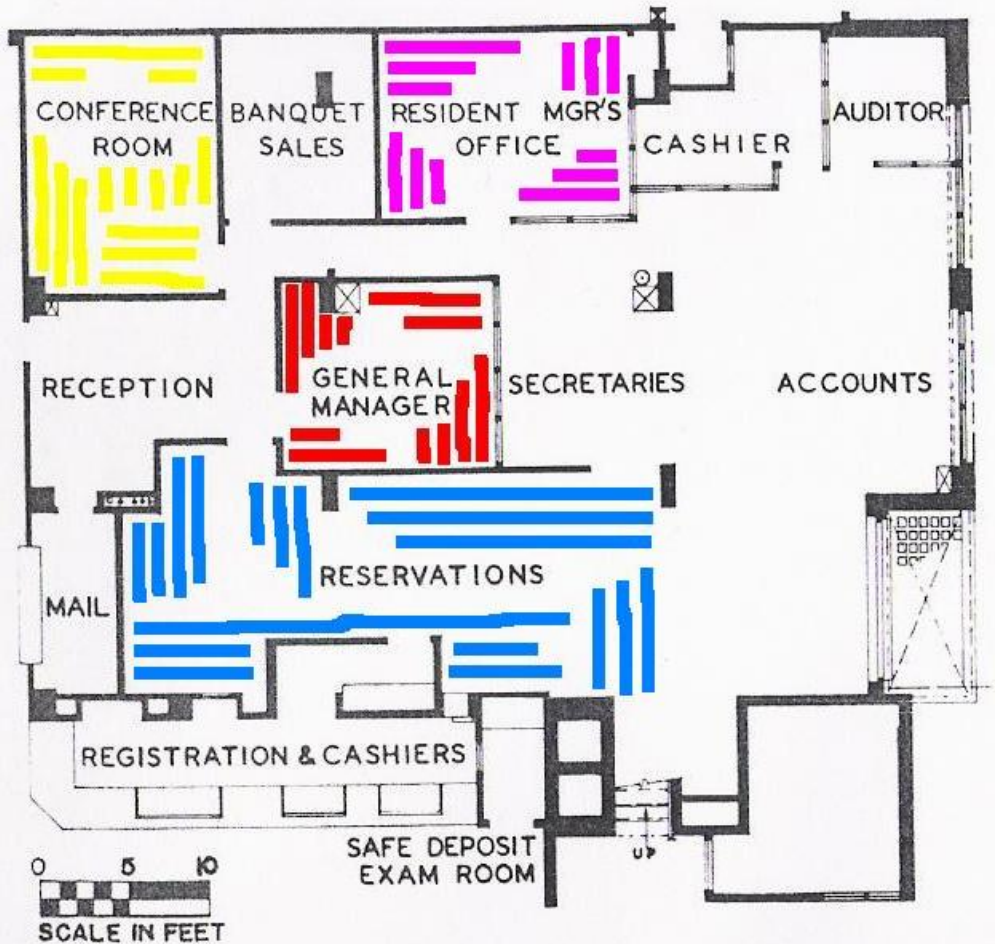 CONFERENCE
ROOM
BANQUET
SALES
RESIDENT MGR'S
OFFICE
CASHIER
AUDITOR
RECEPTION
GENERAL
MANAGER
SECRETARIES
ACCOUNTS
RESERVATIONS
MAIL
REGISTRATION & CASHIERS
SAFE DEPOSIT
EXAM ROOM
UP
0 5 10
SCALE IN FEET